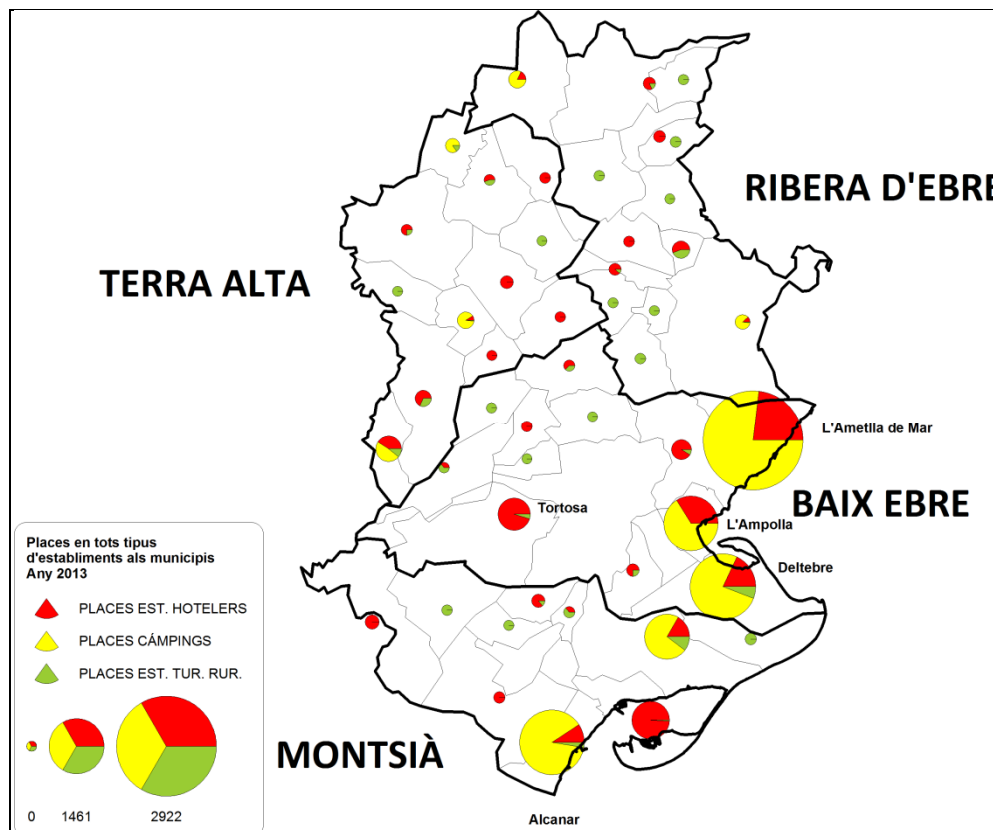 RIBERA D'EBRE
TERRA ALTA
L'Ametlla de Mar
BAIX EBRE
Tortosa
L'Ampolla
Deltebre
Places en tots tipus
d'establiments als municipis
Any 2013
PLACES EST. HOTELERS
PLACES CÁMPINGS
PLACES EST. TUR. RUR.
0 1461 2922
MONTSIÀ
Alcanar